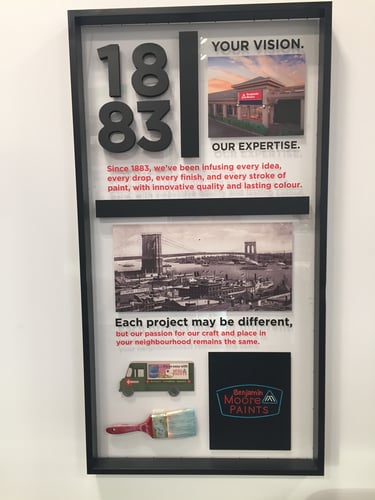 18
83
YOUR VISION.
OUR EXPERTISE.
Since 1883, we've been infusing every idea,
every drop, every finish, and every stroke of
paint, with innovative quality and lasting colour.
Each project may be different,
but our passion for our craft and place in
your neighbourhood remains the same.
Benjamin
Moore
PAINTS